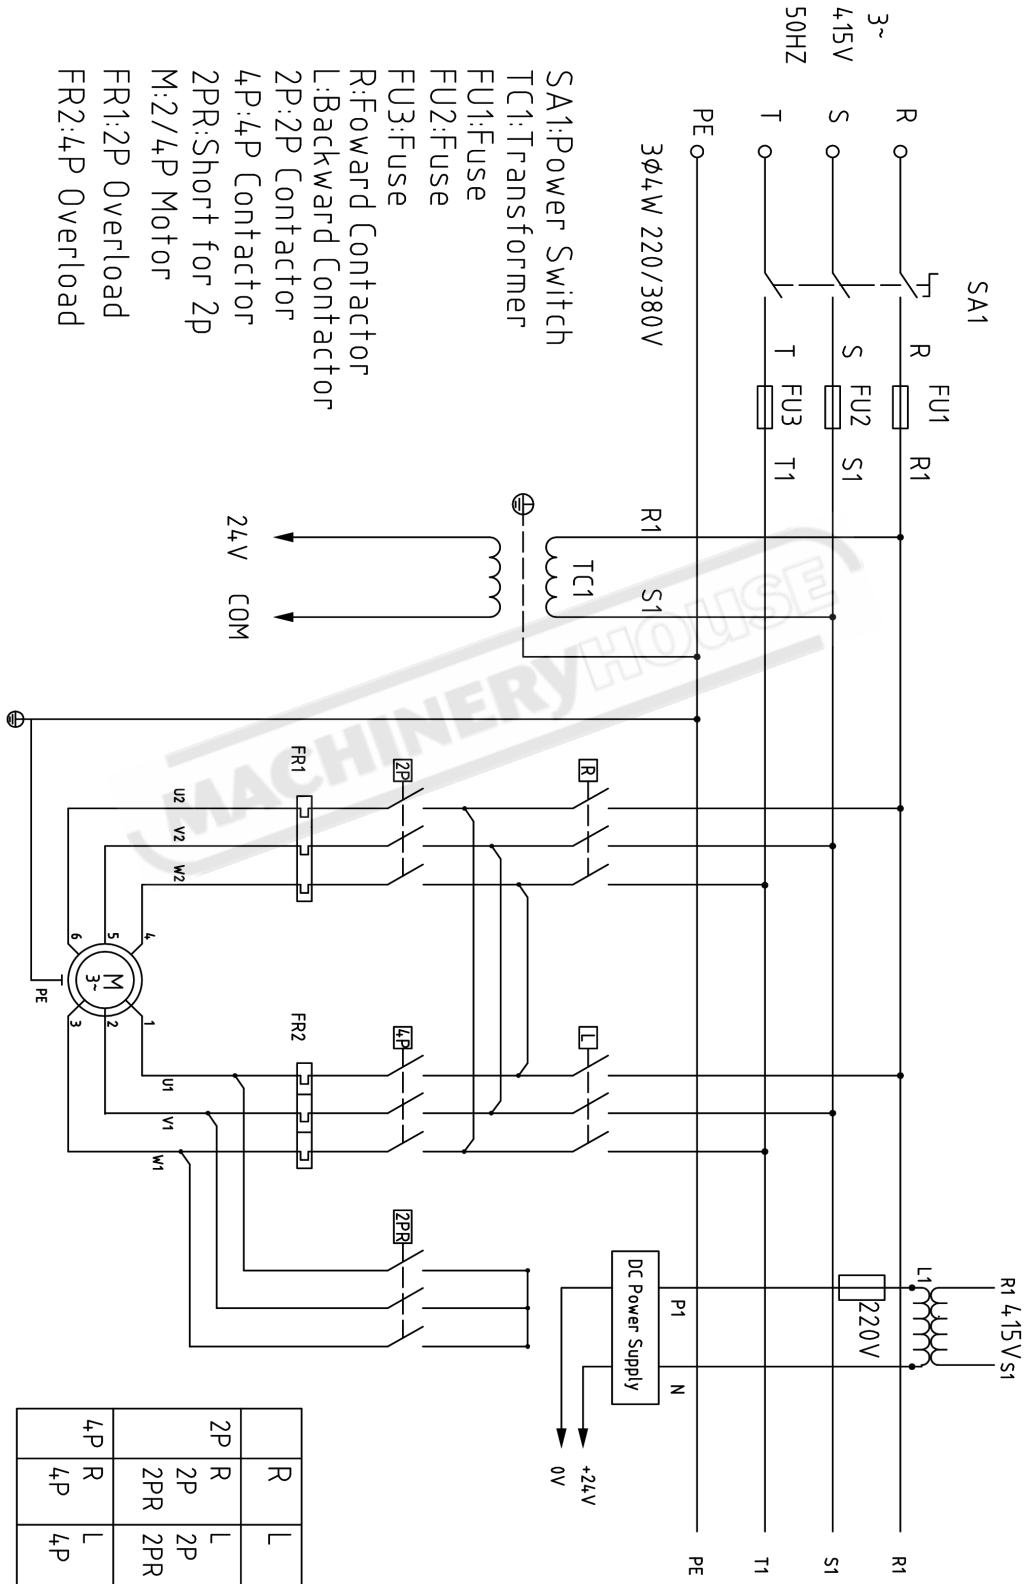 3~
415V
50HZ
R
S
T
PE
3Ø4W 220/380V
SA1
R
S
T
FU1
FU2
FU3
R1
S1
T1
R1
S1
TC1
24V
COM
SA1:Power Switch
TC1:Transformer
FU1:Fuse
FU2:Fuse
FU3:Fuse
R:Foward Contactor
L:Backward Contactor
2P:2P Contactor
4P:4P Contactor
2PR:Short for 2p
M:2/4P Motor
FR1:2P Overload
FR2:4P Overload
MACHINERYHOUSE
R
2P
FR1
U2
V2
W2
6
5
4
M
3~
PE
3
2
1
L
4P
FR2
U1
V1
W1
2PR
R1 415V S1
L1
220V
P1
N
DC Power Supply
+24V
0V
R1
S1
T1
PE
R L
2P R L
2P 2P
2PR 2PR
4P R L
4P 4P